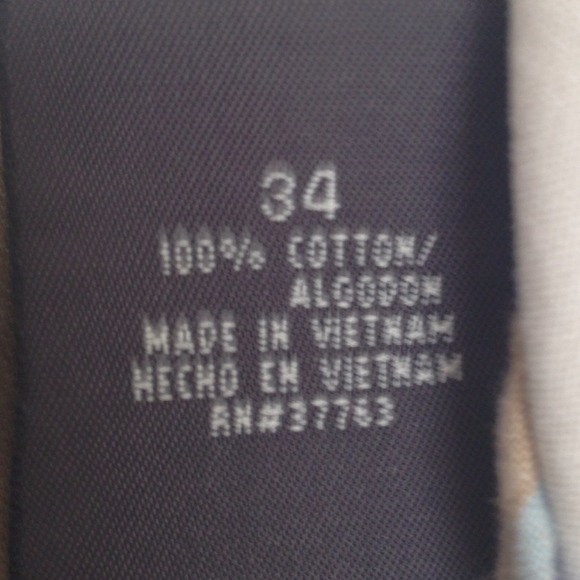 34
100% COTTON/
ALGODON
MADE IN VIETNAM
HECHO EN VIETNAM
RN#37763